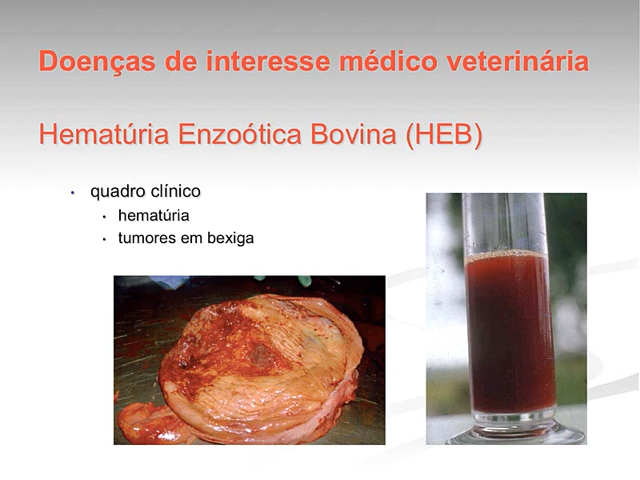 Doenças de interesse médico veterinária
Hematúria Enzoótica Bovina (HEB)
• quadro clínico
• hematúria
• tumores em bexiga